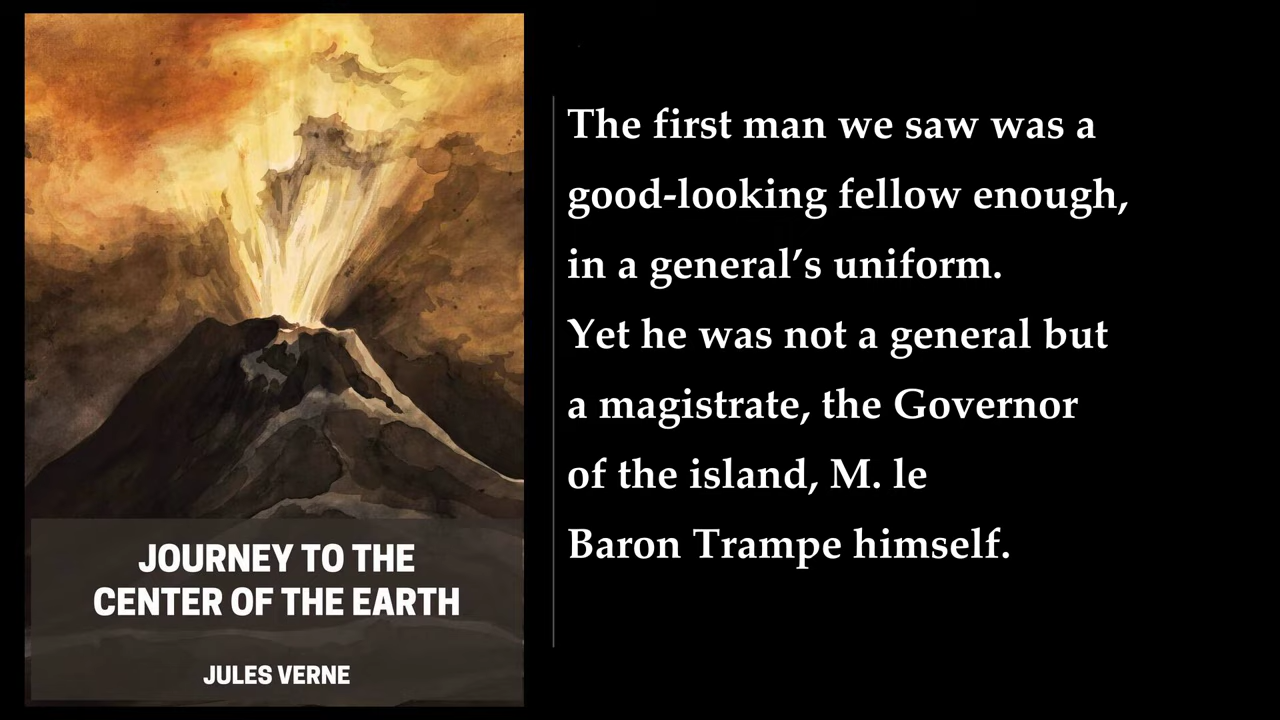 JOURNEY TO THE
CENTER OF THE EARTH
JULES VERNE
The first man we saw was a
good-looking fellow enough,
in a general’s uniform.
Yet he was not a general but
a magistrate, the Governor
of the island, M. le
Baron Trampe himself.